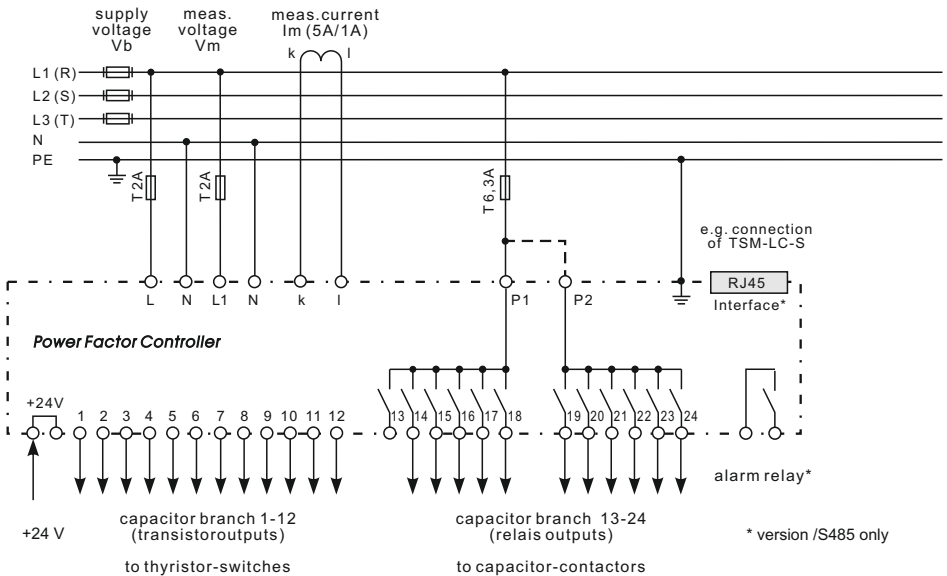 supply
voltage
Vb
meas.
voltage
Vm
meas.current
Im (5A/1A)
k l
L1 (R)
L2 (S)
L3 (T)
N
PE
T 2A
T 2A
T 6,3A
e.g. connection
of TSM-LC-S
L N L1 N k l P1 P2
RJ45
Interface*
Power Factor Controller
+24V
1 2 3 4 5 6 7 8 9 10 11 12
13 14 15 16 17 18
19 20 21 22 23 24
alarm relay*
+24 V
capacitor branch 1-12
(transistoroutputs)
to thyristor-switches
capacitor branch 13-24
(relais outputs)
to capacitor-contactors
* version /S485 only